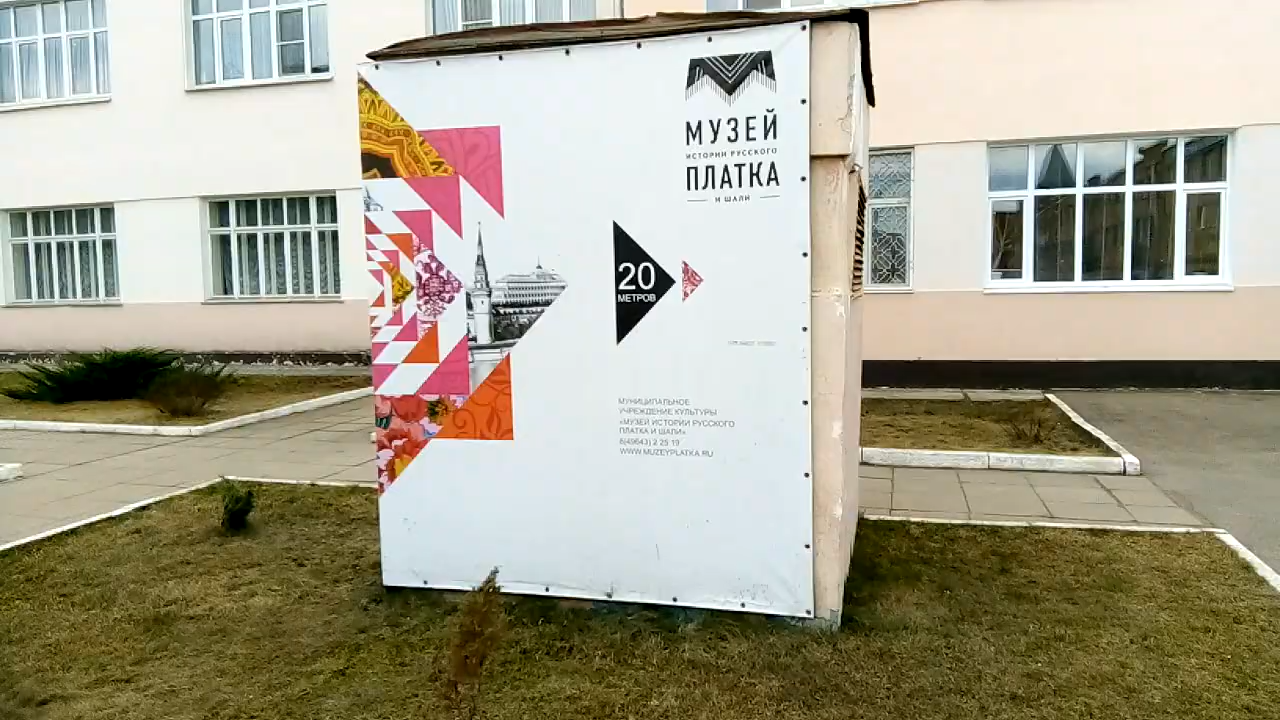 МУЗЕЙ
ИСТОРИИ РУССКОГО
ПЛАТКА
И ШАЛИ
20
МЕТРОВ
МУНИЦИПАЛЬНОЕ
УЧРЕЖДЕНИЕ КУЛЬТУРЫ
«МУЗЕЙ ИСТОРИИ РУССКОГО
ПЛАТКА И ШАЛИ»
8(49643) 2 25 19
WWW.MUZEYPLATKA.RU